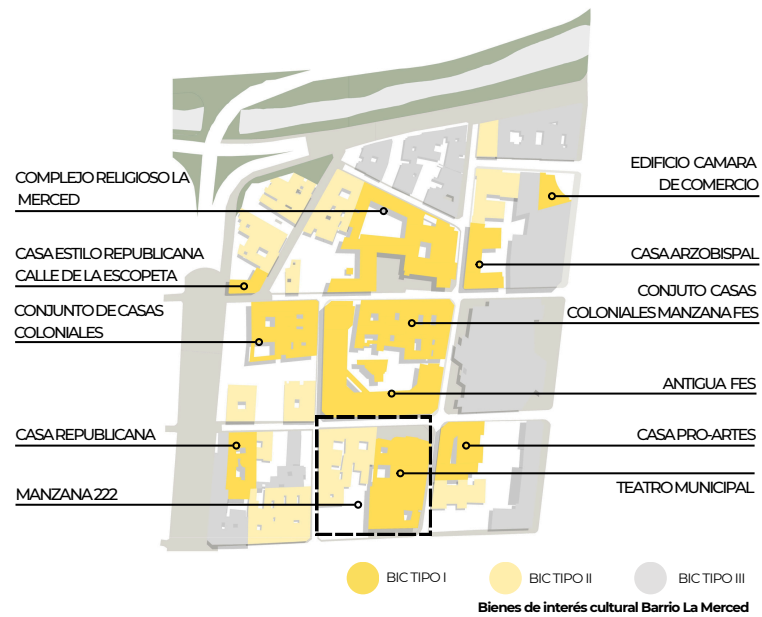 COMPLEJO RELIGIOSO LA
MERCED
CASA ESTILO REPUBLICANA
CALLE DE LA ESCOPETA
CONJUNTO DE CASAS
COLONIALES
CASA REPUBLICANA
MANZANA 222
EDIFICIO CAMARA
DE COMERCIO
CASA ARZOBISPAL
CONJUTO CASAS
COLONIALES MANZANA FES
ANTIGUA FES
CASA PRO-ARTES
TEATRO MUNICIPAL
BIC TIPO I
BIC TIPO II
BIC TIPO III
Bienes de interés cultural Barrio La Merced